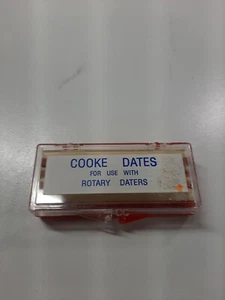 COOKE DATES
FOR USE WITH
ROTARY DATERS